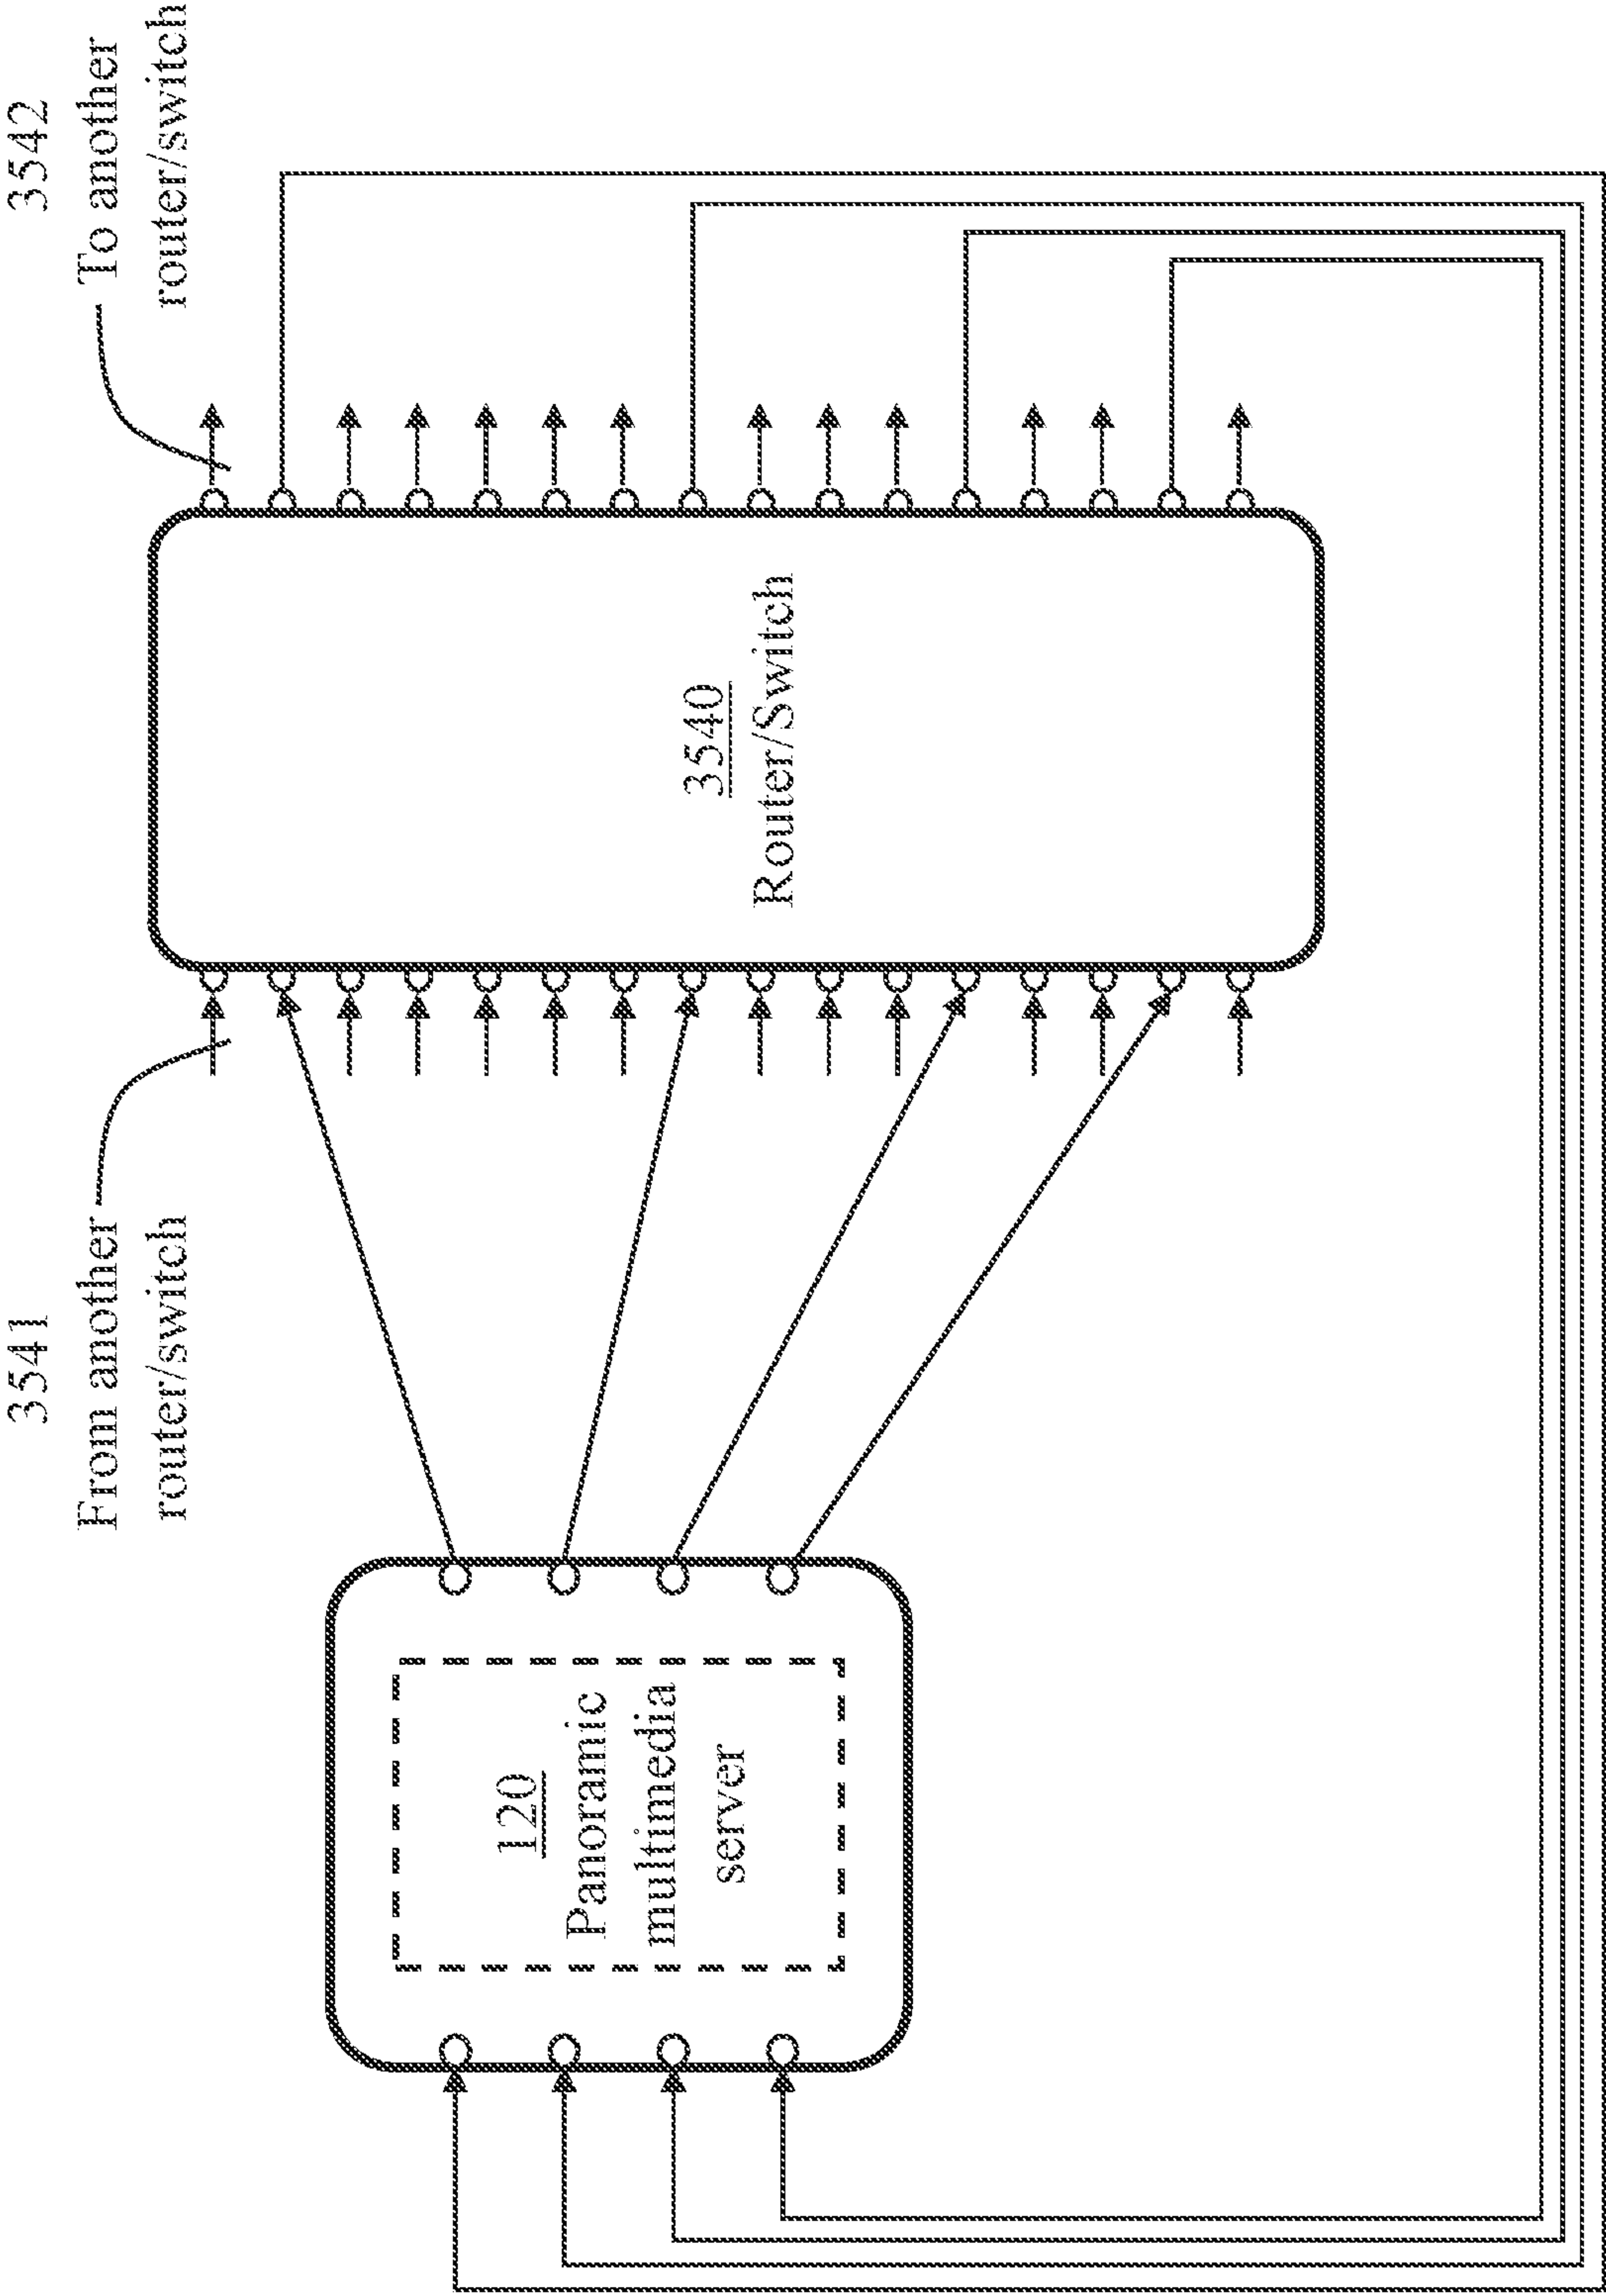 3541
From another
router/switch
3542
To another
router/switch
120
Panoramic
multimedia
server
3540
Router/Switch